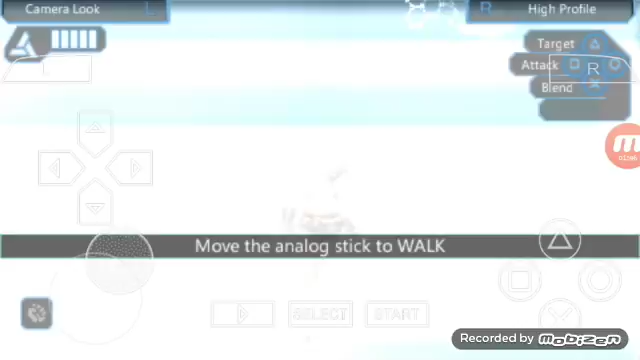 Camera Look L
R High Profile
Target
Attack
R
Blend
Move the analog stick to WALK
SELECT
START
Recorded by mobizen